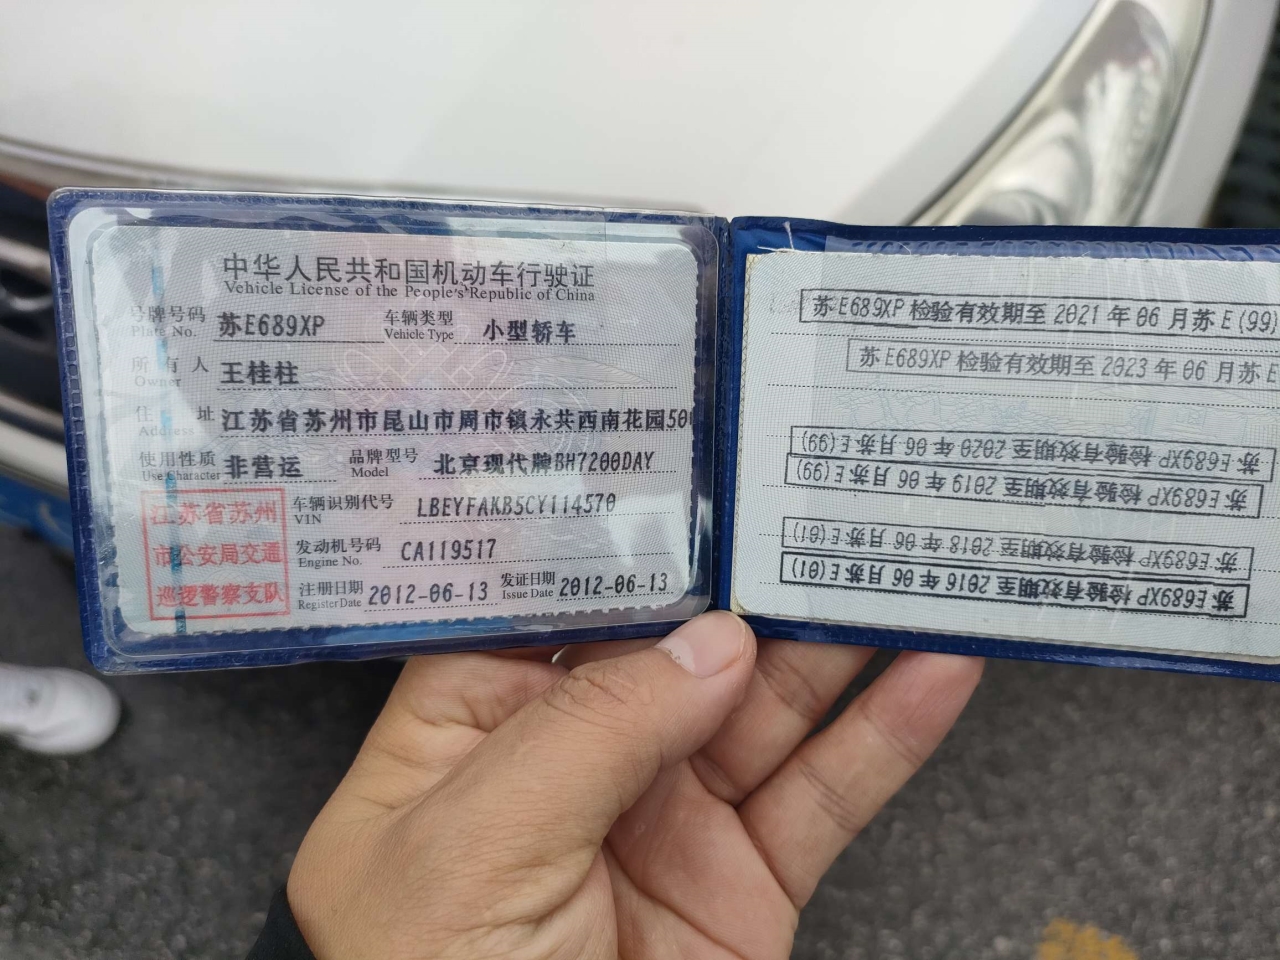 中华人民共和国机动车行驶证
Vehicle License of the People's Republic of China
号牌号码 苏E689XP 车辆类型 小型轿车
Plate No. Vehicle Type
所有人 王桂柱
Owner
住 址 江苏省苏州市昆山市周市镇永共西南花园50
Address
使用性质 非营运 品牌型号 北京现代牌BH7200DAY
Use Character Model
江苏省苏州
市公安局交通
巡逻警察支队
车辆识别代号 LBEYFAKB5CY114570
VIN
发动机号码 CA119517
Engine No.
注册日期 2012-06-13 发证日期 2012-06-13
Register Date Issue Date
苏E689XP 检验有效期至 2021 年 06 月苏 E (99)
苏E689XP 检验有效期至 2023 年 06 月苏 E
苏E689XP 检验有效期至 2020 年 06 月苏 E (99)
苏E689XP 检验有效期至 2019 年 06 月苏 E (99)
苏E689XP 检验有效期至 2018 年 06 月苏 E (01)
苏E689XP 检验有效期至 2016 年 06 月苏 E (01)